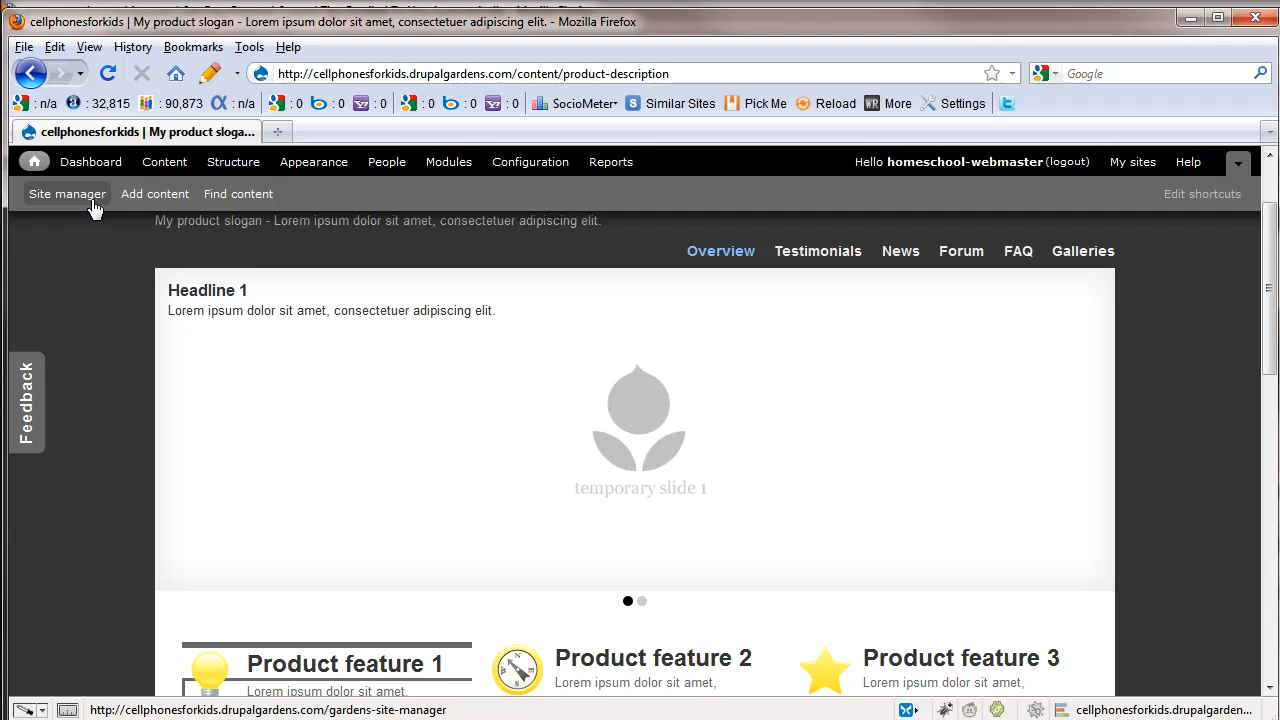 cellphonesforkids | My product slogan - Lorem ipsum dolor sit amet, consectetuer adipiscing elit. - Mozilla Firefox
File Edit View History Bookmarks Tools Help
http://cellphonesforkids.drupalgardens.com/content/product-description Google
: n/a : 32,815 : 90,873 : n/a : 0 : 0 : 0 : 0 : 0 : 0 SocioMeter Similar Sites Pick Me Reload More Settings
cellphonesforkids | My product sloga...
Dashboard Content Structure Appearance People Modules Configuration Reports Hello homeschool-webmaster (logout) My sites Help
Site manager Add content Find content Edit shortcuts
My product slogan - Lorem ipsum dolor sit amet, consectetuer adipiscing elit.
Overview Testimonials News Forum FAQ Galleries
Headline 1
Lorem ipsum dolor sit amet, consectetuer adipiscing elit.
Feedback
temporary slide 1
Product feature 1 Product feature 2 Product feature 3
Lorem ipsum dolor sit amet, Lorem ipsum dolor sit amet, Lorem ipsum dolor sit amet,
http://cellphonesforkids.drupalgardens.com/gardens-site-manager cellphonesforkids.drupalgarden...